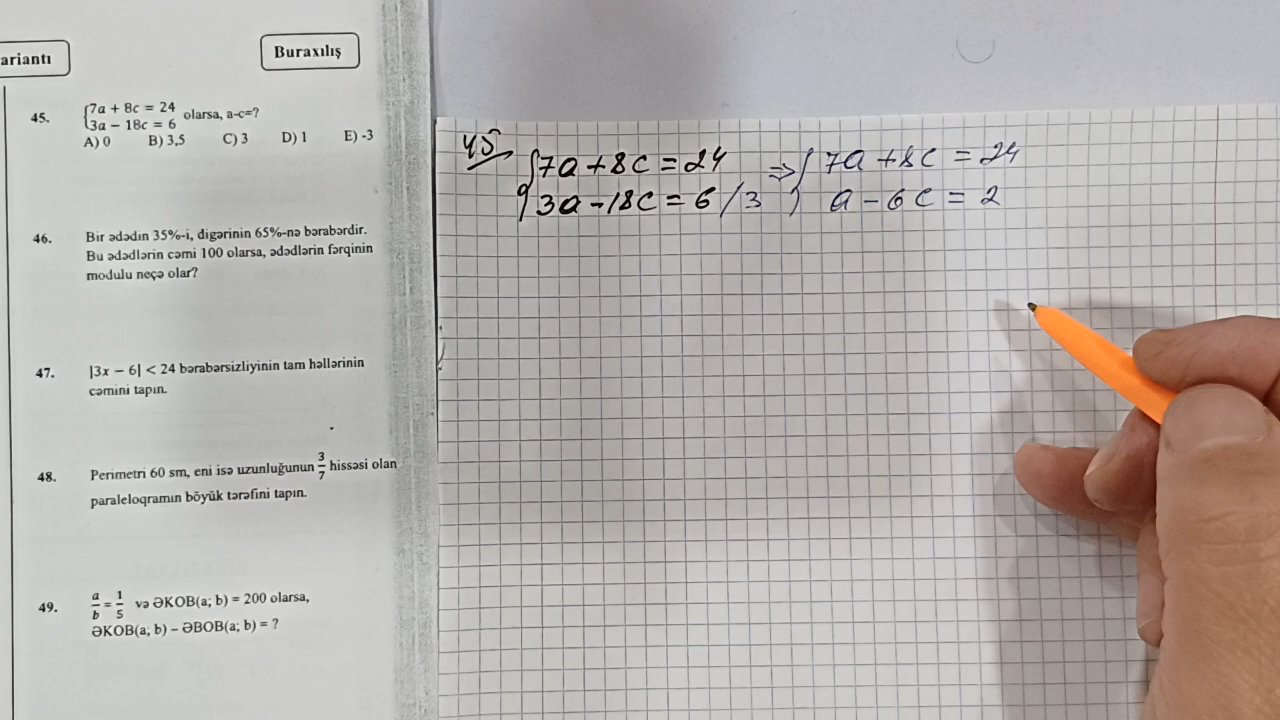 ariantı
Buraxılış
45. {7a + 8c = 24
{3a − 18c = 6 olarsa, a-c=?
A) 0 B) 3,5 C) 3 D) 1 E) -3
46. Bir ədədin 35%-i, digərinin 65%-nə bərabərdir.
Bu ədədlərin cəmi 100 olarsa, ədədlərin fərqinin
modulu neçə olar?
47. |3x − 6| < 24 bərabərsizliyinin tam həllərinin
cəmini tapın.
48. Perimetri 60 sm, eni isə uzunluğunun 3/7 hissəsi olan
paraleloqramın böyük tərəfini tapın.
49. a/b = 1/5 və ƏKOB(a; b) = 200 olarsa,
ƏKOB(a; b) − ƏBOB(a; b) = ?
45 {7a + 8c = 24 ⇒ {7a + 8c = 24
{3a − 18c = 6 /3 {a − 6c = 2